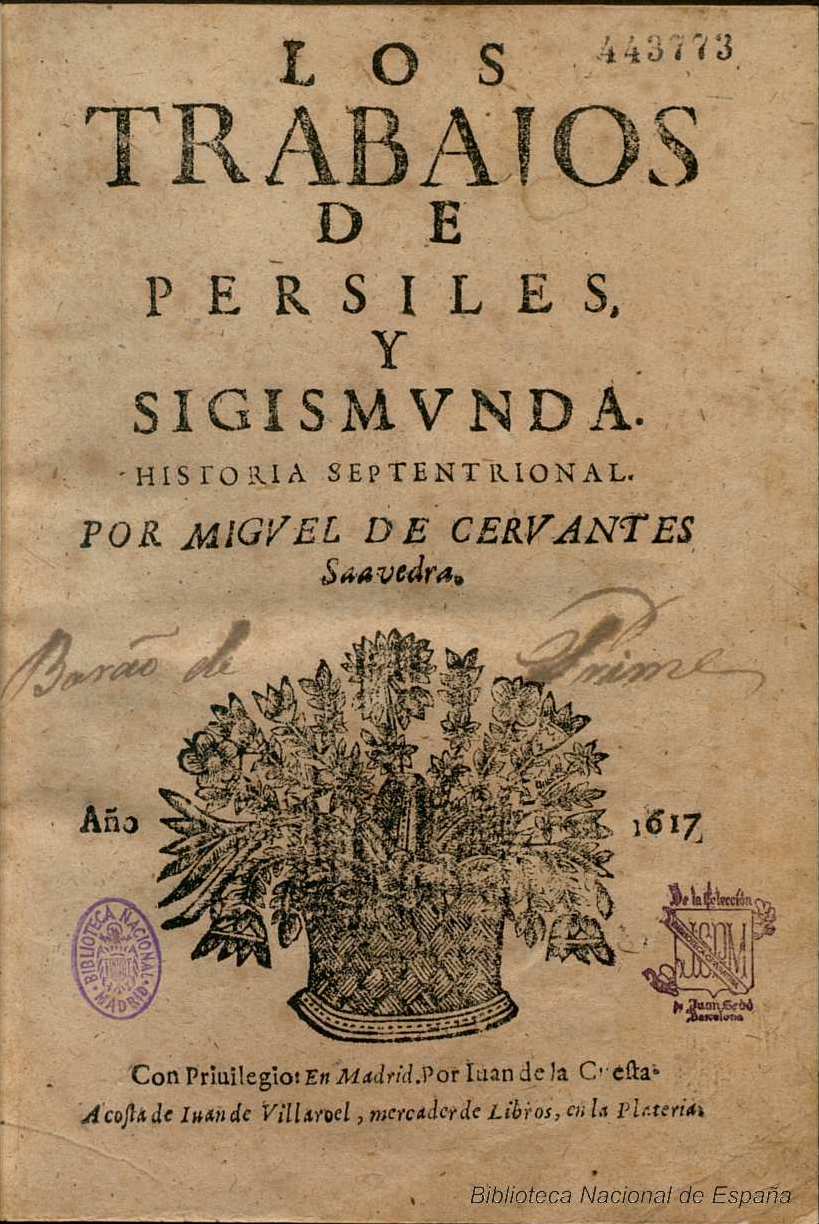 443773
LOS
TRABAIOS
DE
PERSILES,
Y
SIGISMVNDA.
HISTORIA SEPTENTRIONAL.
POR MIGVEL DE CERVANTES
Saavedra.
Barão de
Año 1617
BIBLIOTECA NACIONAL
MADRID
De la Colección
de Juan Sedó
Barcelona
Con Priuilegio: En Madrid. Por Iuan de la Cuesta.
A costa de Iuan de Villaroel, mercader de Libros, en la Plateria.
Biblioteca Nacional de España